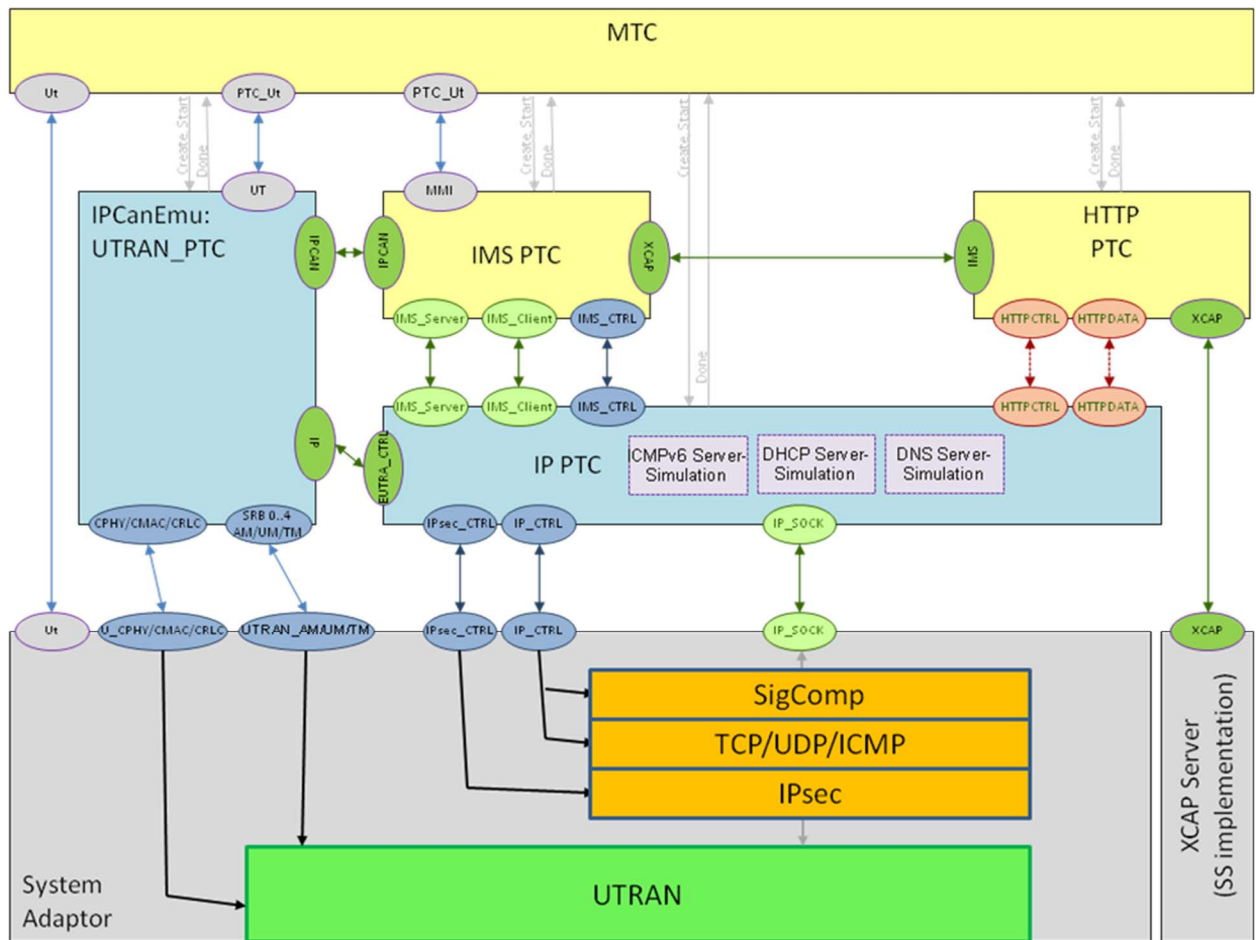 MTC
Ut
PTC_Ut
PTC_Ut
Create_Start
Done
Create_Start
Done
Create_Start
Done
Create_Start
Done
UT
MMI
IPCanEmu:
UTRAN_PTC
IPCAN
IPCAN
IMS PTC
XCAP
SMI
HTTP
PTC
IMS_Server
IMS_Client
IMS_CTRL
HTTPCTRL
HTTPDATA
XCAP
IMS_Server
IMS_Client
IMS_CTRL
HTTPCTRL
HTTPDATA
IP
EUTRA_CTRL
IP PTC
ICMPv6 Server-
Simulation
DHCP Server-
Simulation
DNS Server-
Simulation
CPHY/CMAC/CRLC
SRB 0..4
AM/UM/TM
IPsec_CTRL
IP_CTRL
IP_SOCK
Ut
U_CPHY/CMAC/CRLC
UTRAN_AM/UM/TM
IPsec_CTRL
IP_CTRL
IP_SOCK
XCAP
SigComp
TCP/UDP/ICMP
IPsec
UTRAN
System
Adaptor
XCAP Server
(SS implementation)